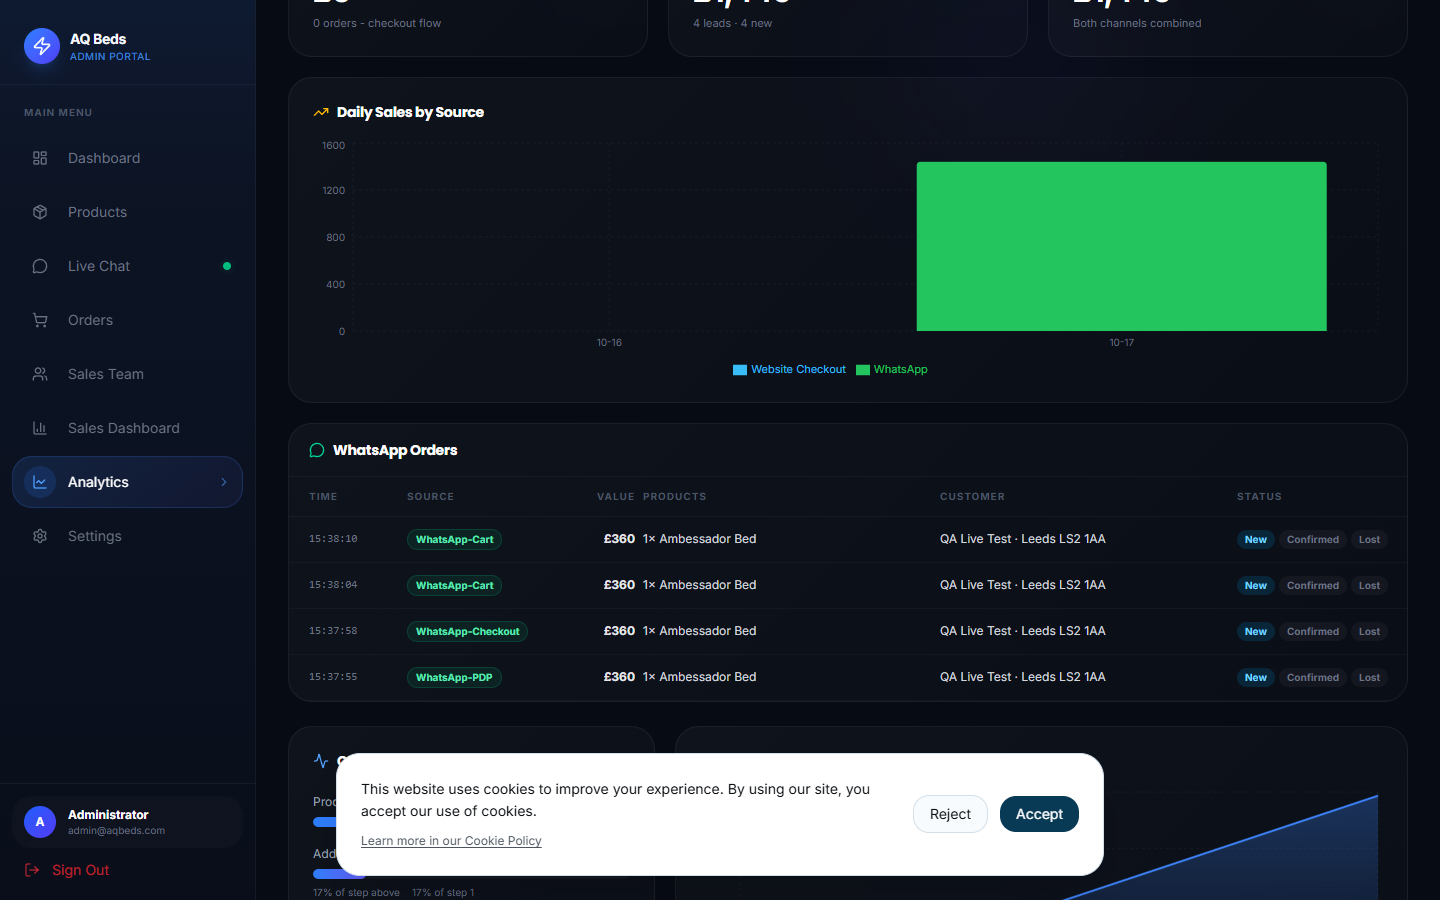 AQ Beds
ADMIN PORTAL
MAIN MENU
Dashboard
Products
Live Chat
Orders
Sales Team
Sales Dashboard
Analytics
Settings
A
Administrator
admin@aqbeds.com
Sign Out
0 orders - checkout flow
4 leads · 4 new
Both channels combined
Daily Sales by Source
1600
1200
800
400
0
10-16
10-17
Website Checkout
WhatsApp
WhatsApp Orders
TIME SOURCE VALUE PRODUCTS CUSTOMER STATUS
15:38:10 WhatsApp-Cart £360 1× Ambassador Bed QA Live Test · Leeds LS2 1AA New Confirmed Lost
15:38:04 WhatsApp-Cart £360 1× Ambassador Bed QA Live Test · Leeds LS2 1AA New Confirmed Lost
15:37:58 WhatsApp-Checkout £360 1× Ambassador Bed QA Live Test · Leeds LS2 1AA New Confirmed Lost
15:37:55 WhatsApp-PDP £360 1× Ambassador Bed QA Live Test · Leeds LS2 1AA New Confirmed Lost
This website uses cookies to improve your experience. By using our site, you
accept our use of cookies.
Learn more in our Cookie Policy
Reject
Accept
17% of step above 17% of step 1